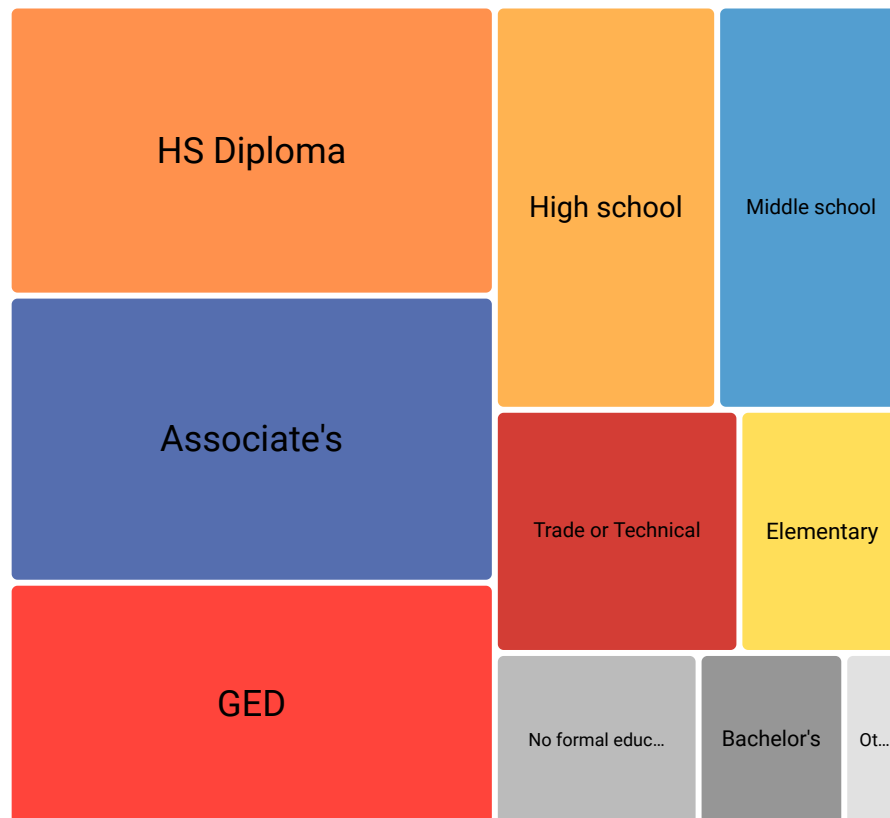 HS Diploma
High school
Middle school
Associate's
Trade or Technical
Elementary
GED
No formal educ...
Bachelor's
Ot...